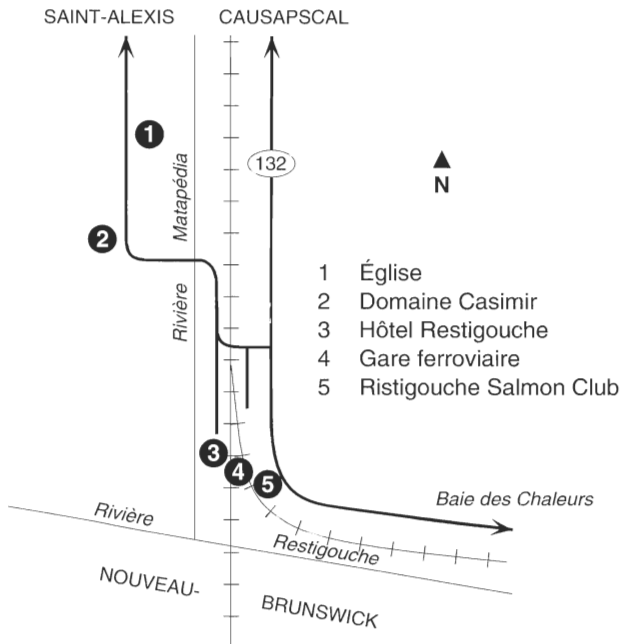 SAINT-ALEXIS
CAUSAPSCAL
1
132
Matapédia
N
2
Rivière
1 Église
2 Domaine Casimir
3 Hôtel Restigouche
4 Gare ferroviaire
5 Ristigouche Salmon Club
3
4
5
Baie des Chaleurs
Rivière
Restigouche
NOUVEAU-
BRUNSWICK